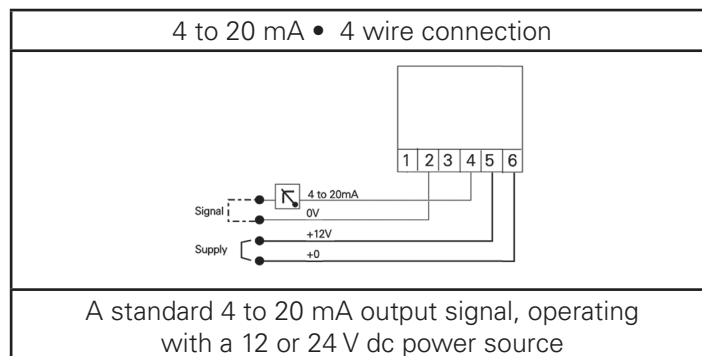 4 to 20 mA • 4 wire connection
1 2 3 4 5 6
4 to 20mA
Signal
0V
+12V
Supply
+0
A standard 4 to 20 mA output signal, operating
with a 12 or 24 V dc power source